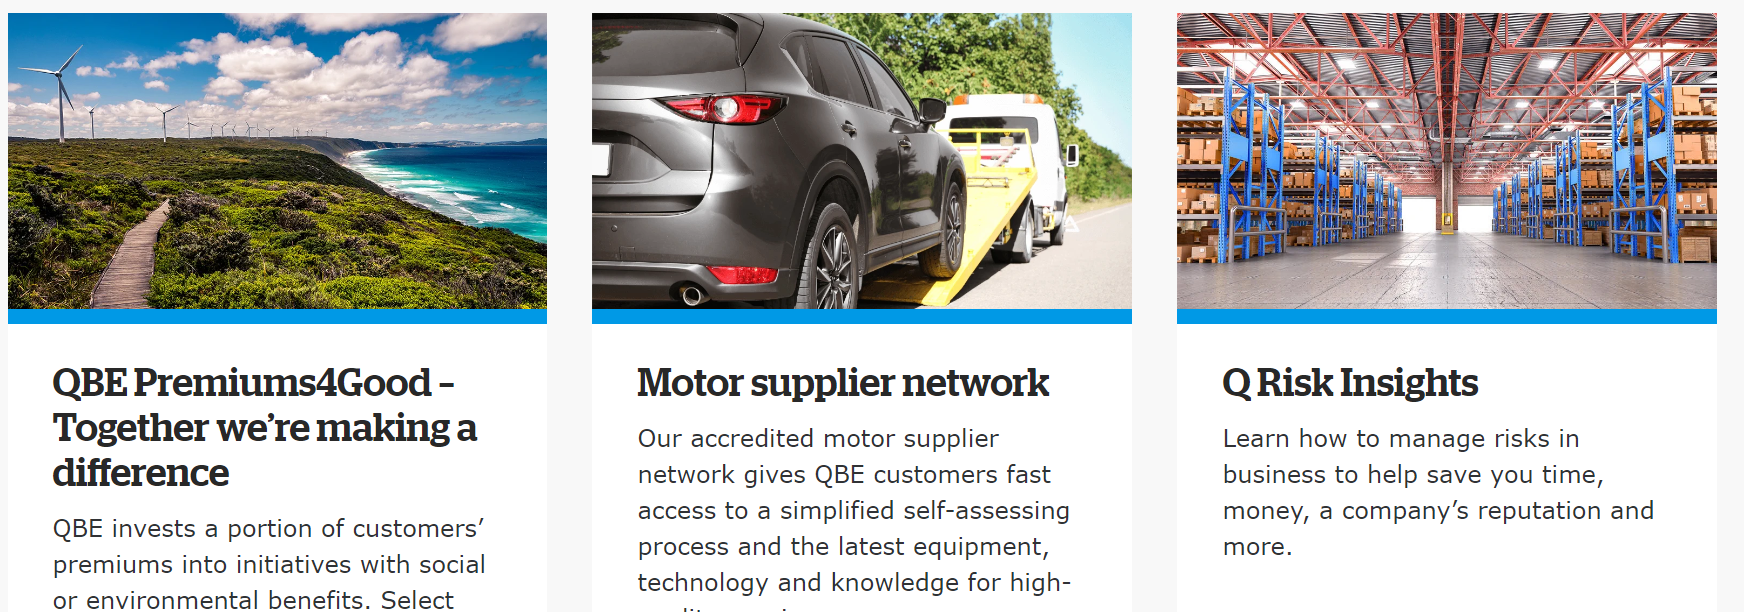 QBE Premiums4Good –
Together we’re making a
difference
QBE invests a portion of customers’
premiums into initiatives with social
or environmental benefits. Select
Motor supplier network
Our accredited motor supplier
network gives QBE customers fast
access to a simplified self-assessing
process and the latest equipment,
technology and knowledge for high-
Q Risk Insights
Learn how to manage risks in
business to help save you time,
money, a company’s reputation and
more.